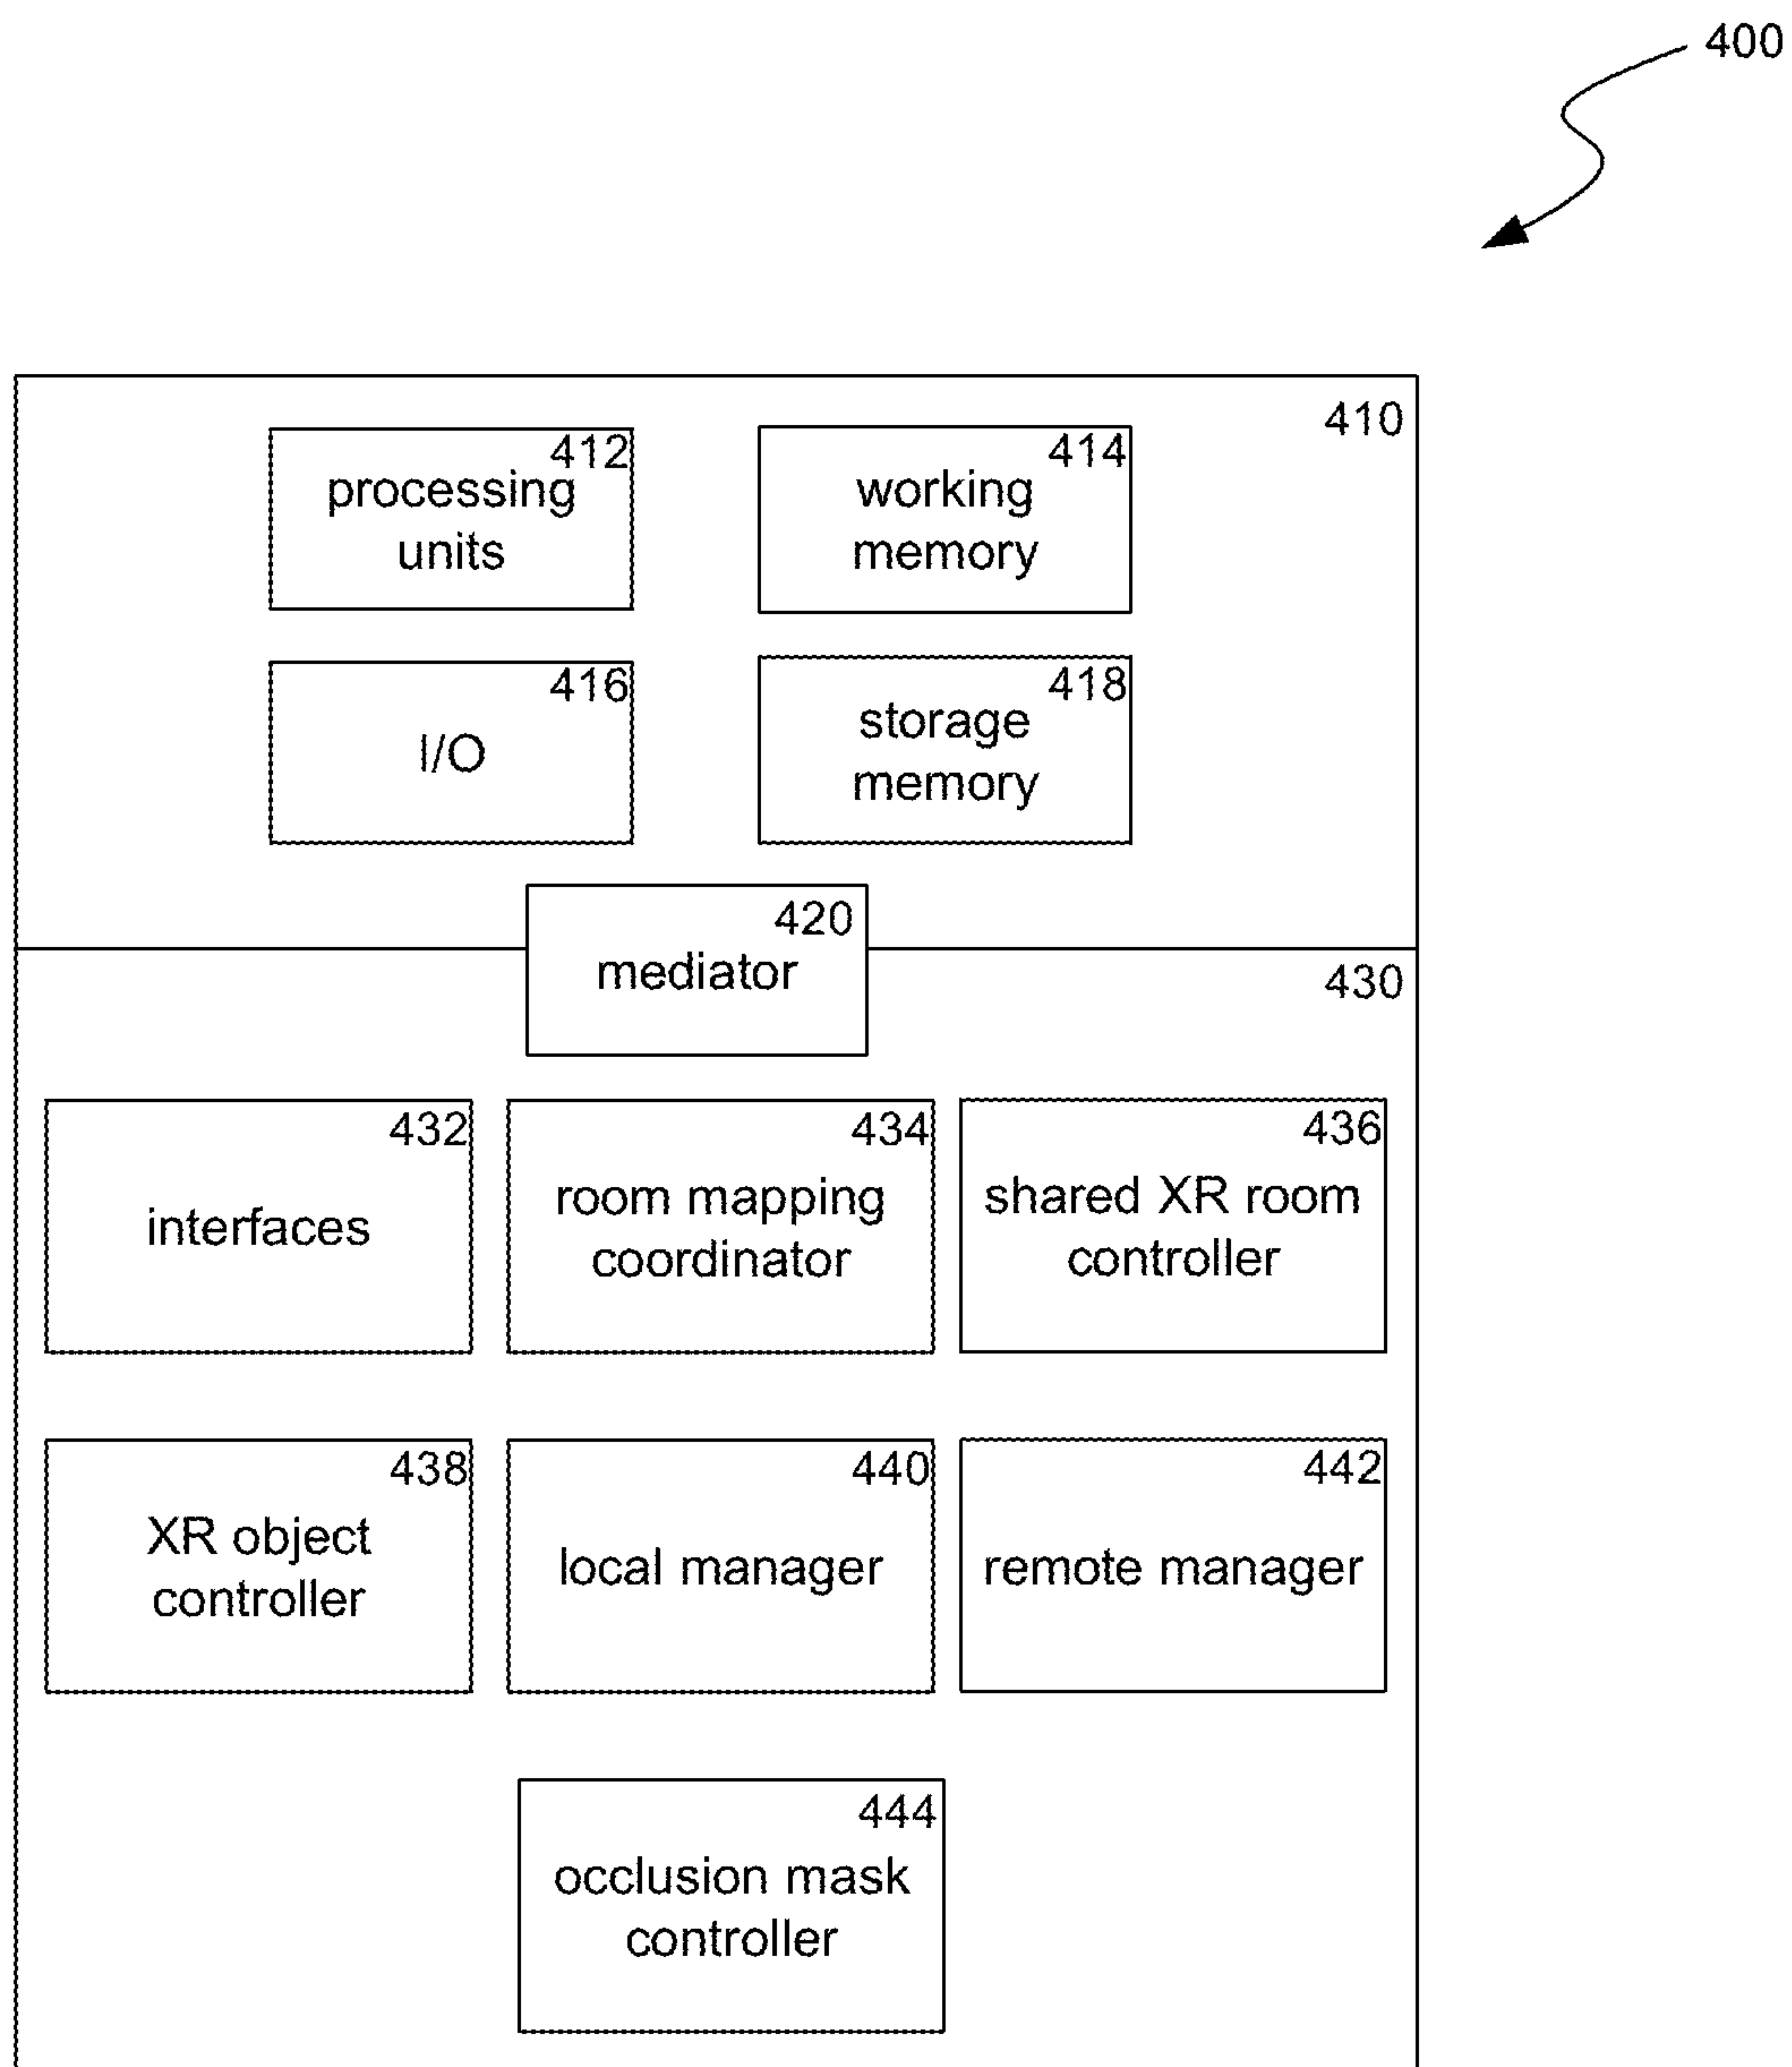 400
410
412
processing
units
414
working
memory
416
I/O
418
storage
memory
420
mediator
430
432
interfaces
434
room mapping
coordinator
436
shared XR room
controller
438
XR object
controller
440
local manager
442
remote manager
444
occlusion mask
controller